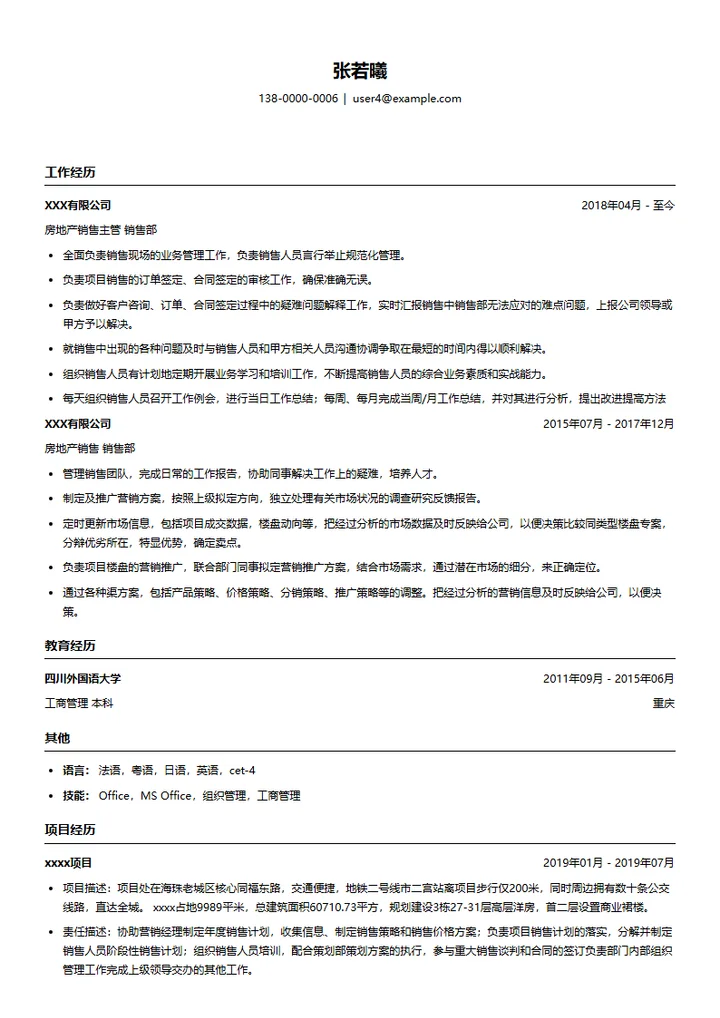 张若曦
138-0000-0006 | user4@example.com
工作经历
XXX有限公司 2018年04月 - 至今
房地产销售主管 销售部
• 全面负责销售现场的业务管理工作，负责销售人员言行举止规范化管理。
• 负责项目销售的订单签定、合同签定的审核工作，确保准确无误。
• 负责做好客户咨询、订单、合同签定过程中的疑难问题解释工作，实时汇报销售中销售部无法应对的难点问题，上报公司领导或
甲方予以解决。
• 就销售中出现的各种问题及时与销售人员和甲方相关人员沟通协调争取在最短的时间内得以顺利解决。
• 组织销售人员有计划地定期开展业务学习和培训工作，不断提高销售人员的综合业务素质和实战能力。
• 每天组织销售人员召开工作例会，进行当日工作总结；每周、每月完成当周/月工作总结，并对其进行分析，提出改进提高方法
XXX有限公司 2015年07月 - 2017年12月
房地产销售 销售部
• 管理销售团队，完成日常的工作报告，协助同事解决工作上的疑难，培养人才。
• 制定及推广营销方案，按照上级拟定方向，独立处理有关市场状况的调查研究反馈报告。
• 定时更新市场信息，包括项目成交数据，楼盘动向等，把经过分析的市场数据及时反映给公司，以便决策比较同类型楼盘专案，
分辩优劣所在，特显优势，确定卖点。
• 负责项目楼盘的营销推广，联合部门同事拟定营销推广方案，结合市场需求，通过潜在市场的细分，来正确定位。
• 通过各种渠方案，包括产品策略、价格策略、分销策略、推广策略等的调整。把经过分析的营销信息及时反映给公司，以便决
策。
教育经历
四川外国语大学 2011年09月 - 2015年06月
工商管理 本科 重庆
其他
• 语言： 法语，粤语，日语，英语，cet-4
• 技能： Office，MS Office，组织管理，工商管理
项目经历
xxxx项目 2019年01月 - 2019年07月
• 项目描述：项目处在海珠老城区核心同福东路，交通便捷，地铁二号线市二宫站离项目步行仅200米，同时周边拥有数十条公交
线路，直达全城。 xxxx占地9989平米，总建筑面积60710.73平方，规划建设3栋27-31层高层洋房，首二层设置商业裙楼。
• 责任描述：协助营销经理制定年度销售计划，收集信息、制定销售策略和销售价格方案；负责项目销售计划的落实，分解并制定
销售人员阶段性销售计划；组织销售人员培训，配合策划部策划方案的执行，参与重大销售谈判和合同的签订负责部门内部组织
管理工作完成上级领导交办的其他工作。